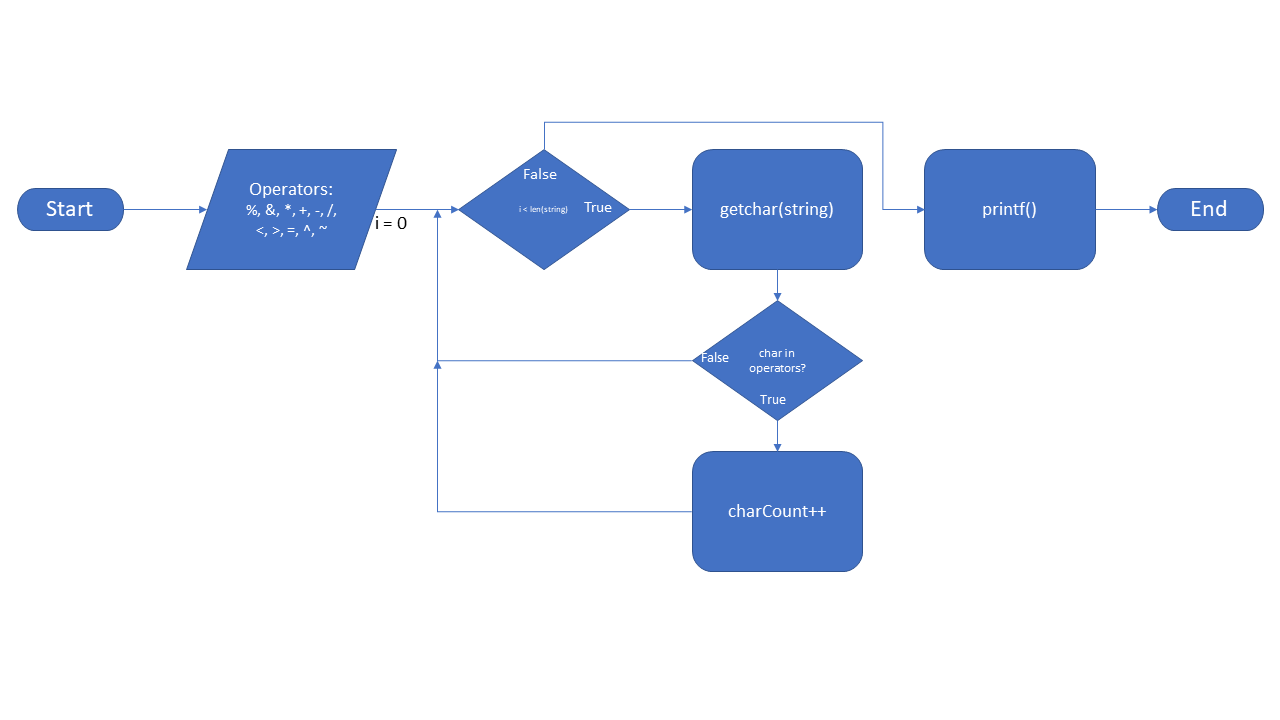 Start
Operators:
%, &, *, +, -, /,
<, >, =, ^, ~
i = 0
False
i < len(string)
True
getchar(string)
printf()
End
False
char in
operators?
True
charCount++